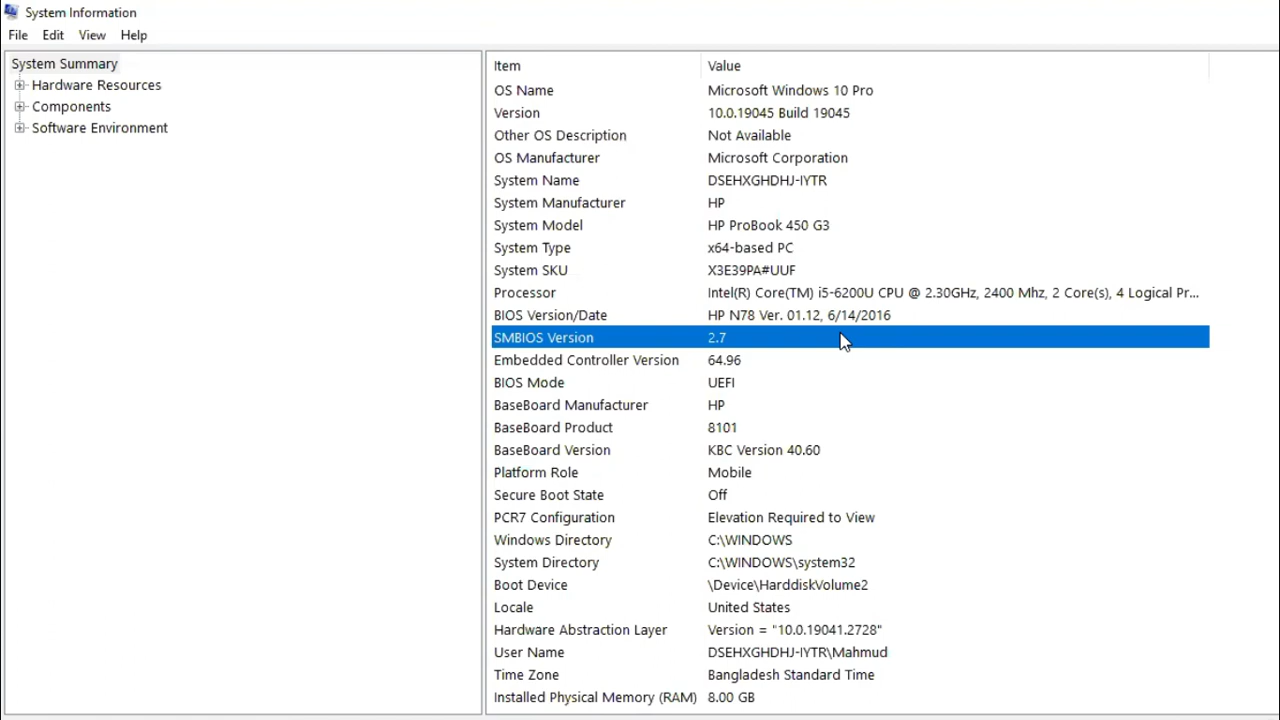 System Information
File Edit View Help
System Summary
Hardware Resources
Components
Software Environment
Item Value
OS Name Microsoft Windows 10 Pro
Version 10.0.19045 Build 19045
Other OS Description Not Available
OS Manufacturer Microsoft Corporation
System Name DSEHXGHDHJ-IYTR
System Manufacturer HP
System Model HP ProBook 450 G3
System Type x64-based PC
System SKU X3E39PA#UUF
Processor Intel(R) Core(TM) i5-6200U CPU @ 2.30GHz, 2400 Mhz, 2 Core(s), 4 Logical Pr...
BIOS Version/Date HP N78 Ver. 01.12, 6/14/2016
SMBIOS Version 2.7
Embedded Controller Version 64.96
BIOS Mode UEFI
BaseBoard Manufacturer HP
BaseBoard Product 8101
BaseBoard Version KBC Version 40.60
Platform Role Mobile
Secure Boot State Off
PCR7 Configuration Elevation Required to View
Windows Directory C:\WINDOWS
System Directory C:\WINDOWS\system32
Boot Device \Device\HarddiskVolume2
Locale United States
Hardware Abstraction Layer Version = "10.0.19041.2728"
User Name DSEHXGHDHJ-IYTR\Mahmud
Time Zone Bangladesh Standard Time
Installed Physical Memory (RAM) 8.00 GB